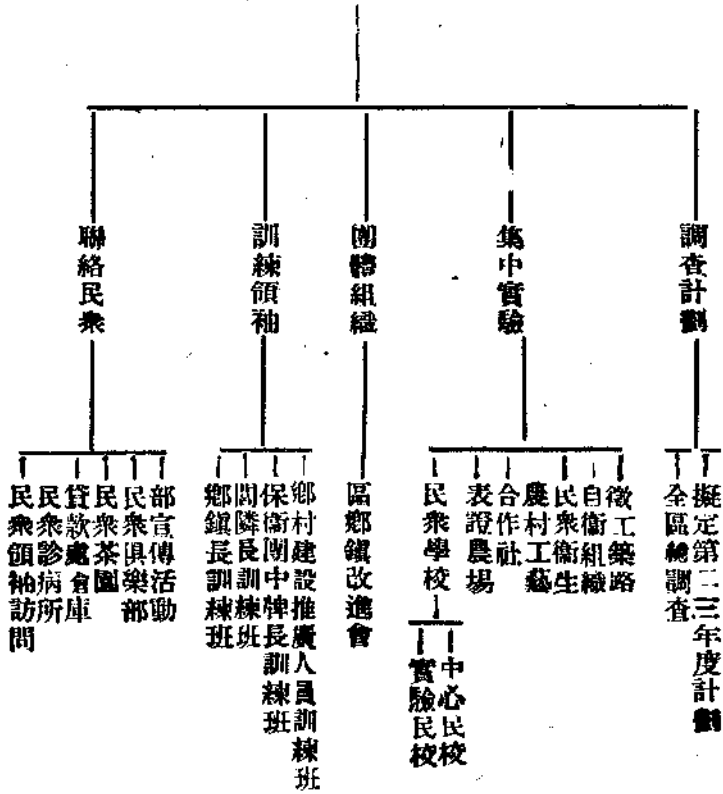 調查計劃
集中實驗
團體組織
訓練領袖
聯絡民衆
擬定第二三年度計劃
全區總調查
徵工築路
自衞組織
民衆衞生
農村工藝
合作社
表證農場
民衆學校
中心民校
實驗民校
區鄉鎮改進會
鄉村建設推廣人員訓練班
保衞團中牌長訓練班
閭隣長訓練班
鄉鎮長訓練班
部宣傳活動
民衆俱樂部
民衆茶園
貸款處倉庫
民衆診病所
民衆領袖訪問